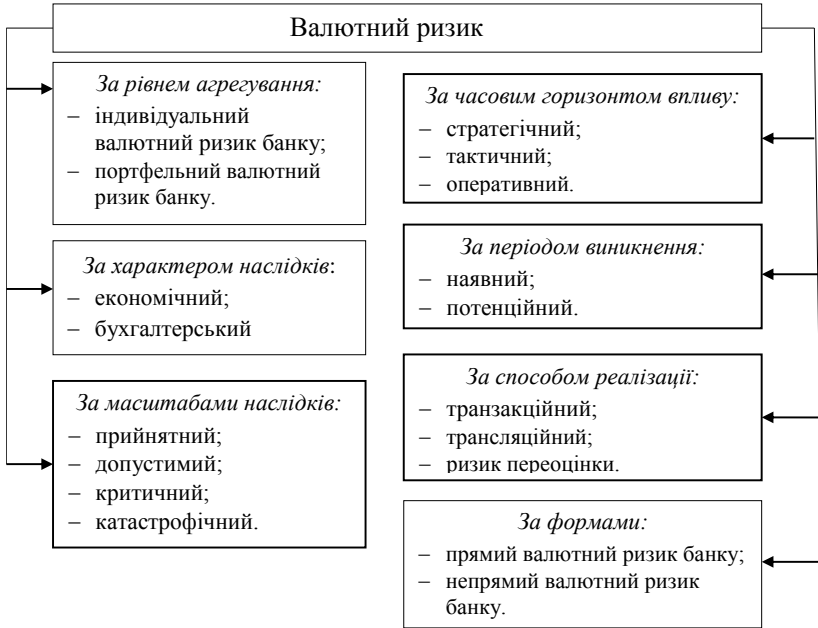 Валютний ризик
За рівнем агрегування:
– індивідуальний
валютний ризик банку;
– портфельний валютний
ризик банку.
За характером наслідків:
– економічний;
– бухгалтерський
За масштабами наслідків:
– прийнятний;
– допустимий;
– критичний;
– катастрофічний.
За часовим горизонтом впливу:
– стратегічний;
– тактичний;
– оперативний.
За періодом виникнення:
– наявний;
– потенційний.
За способом реалізації:
– транзакційний;
– трансляційний;
– ризик переоцінки.
За формами:
– прямий валютний ризик банку;
– непрямий валютний ризик
банку.